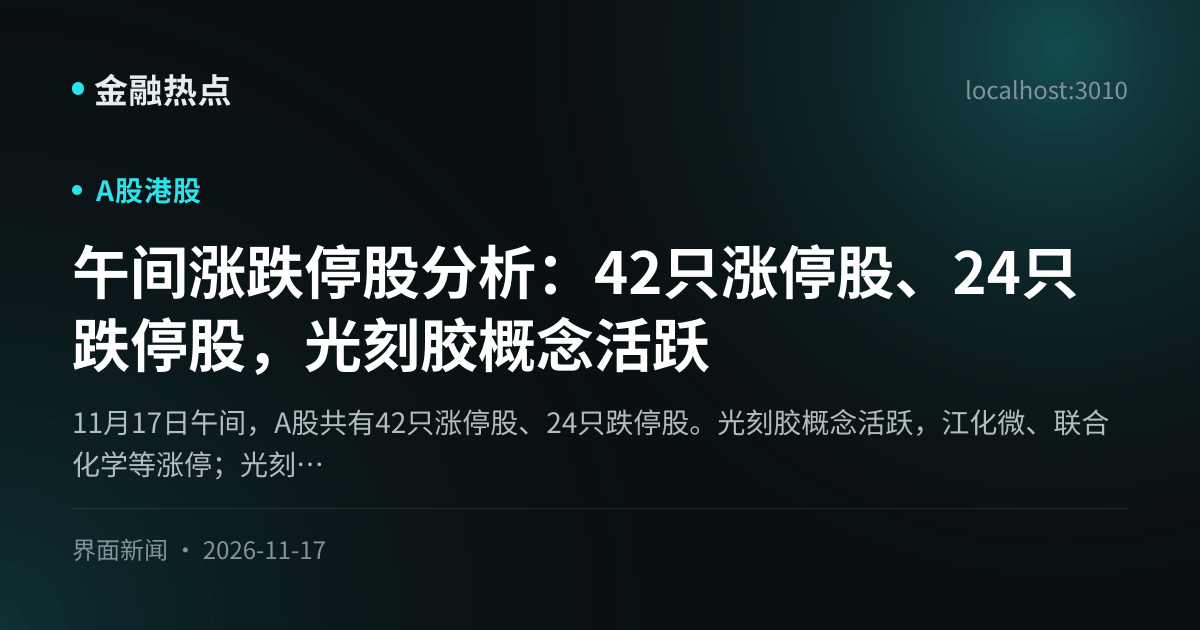 金融热点
localhost:3010
A股港股
午间涨跌停股分析：42只涨停股、24只
跌停股，光刻胶概念活跃
11月17日午间，A股共有42只涨停股、24只跌停股。光刻胶概念活跃，江化微、联合
化学等涨停；光刻…
界面新闻 • 2026-11-17